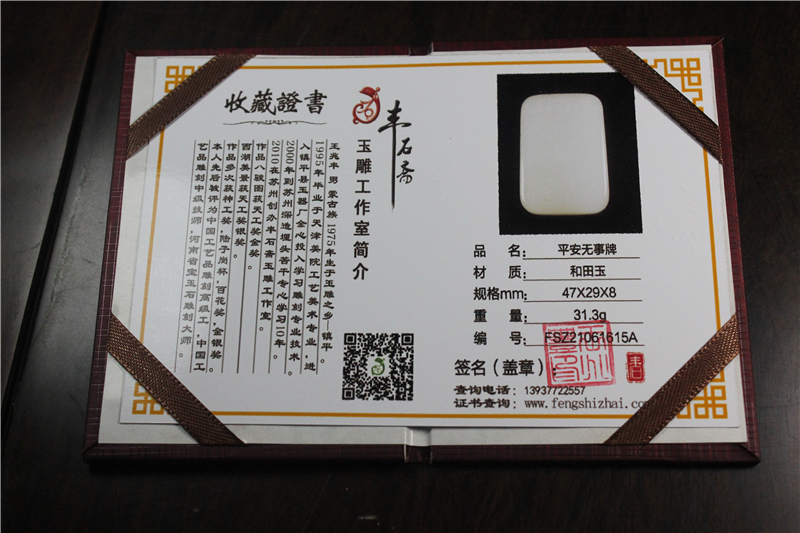 收藏證書
丰石斋
玉雕工作室简介
王兆丰 男 蒙古族 1975年生于玉雕之乡—镇平。
1995年毕业于天津美院工艺美术专业，进
入镇平县玉器厂全心投入学习雕刻专业技术。
2000年到苏州深造埋头苦干专心学习10年。
2010在苏州创办丰石斋玉雕工作室。
作品八骏图获天工奖金奖。
西湖美景获天工奖银奖。
作品多次获神工奖，陆子岗杯，百花奖，金银奖。
本人先后被评为中国工艺品雕刻高级工，中国工
艺品雕刻中级技师，河南省宝玉石雕刻大师。
品 名： 平安无事牌
材 质： 和田玉
规格mm： 47X29X8
重 量： 31.3g
编 号： FSZ21061615A
签名（盖章）：
查询电话：13937722557
证书查询：www.fengshizhai.co